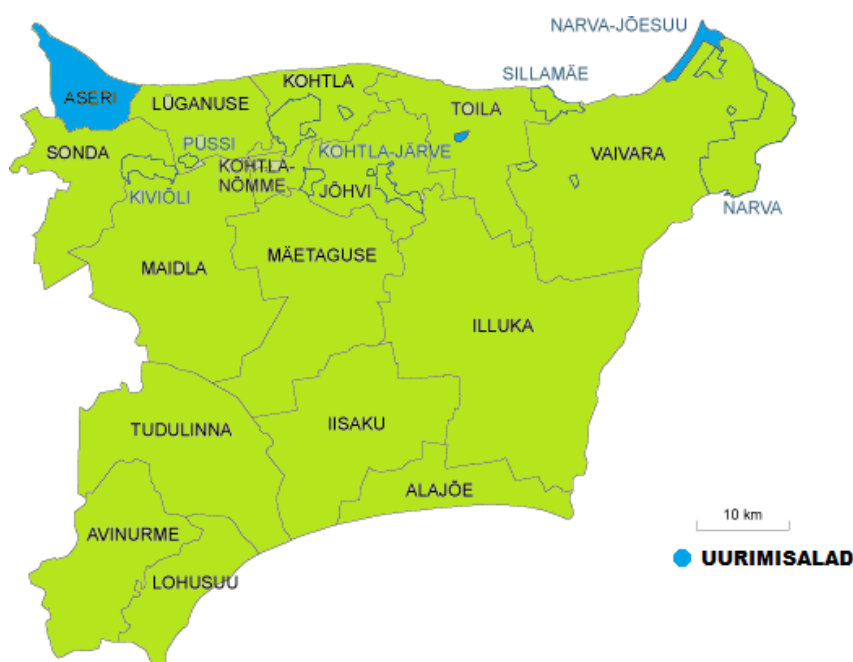 NARVA-JÕESUU
SILLAMÄE
KOHTLA
ASERI
LÜGANUSE
TOILA
SONDA
PÜSSI
KOHTLA-JÄRVE
VAIVARA
KOHTLA-
NÕMME
KIVIÕLI
JÕHVI
NARVA
MAIDLA
MÄETAGUSE
ILLUKA
TUDULINNA
IISAKU
ALAJÕE
10 km
AVINURME
UURIMISALAD
LOHUSUU